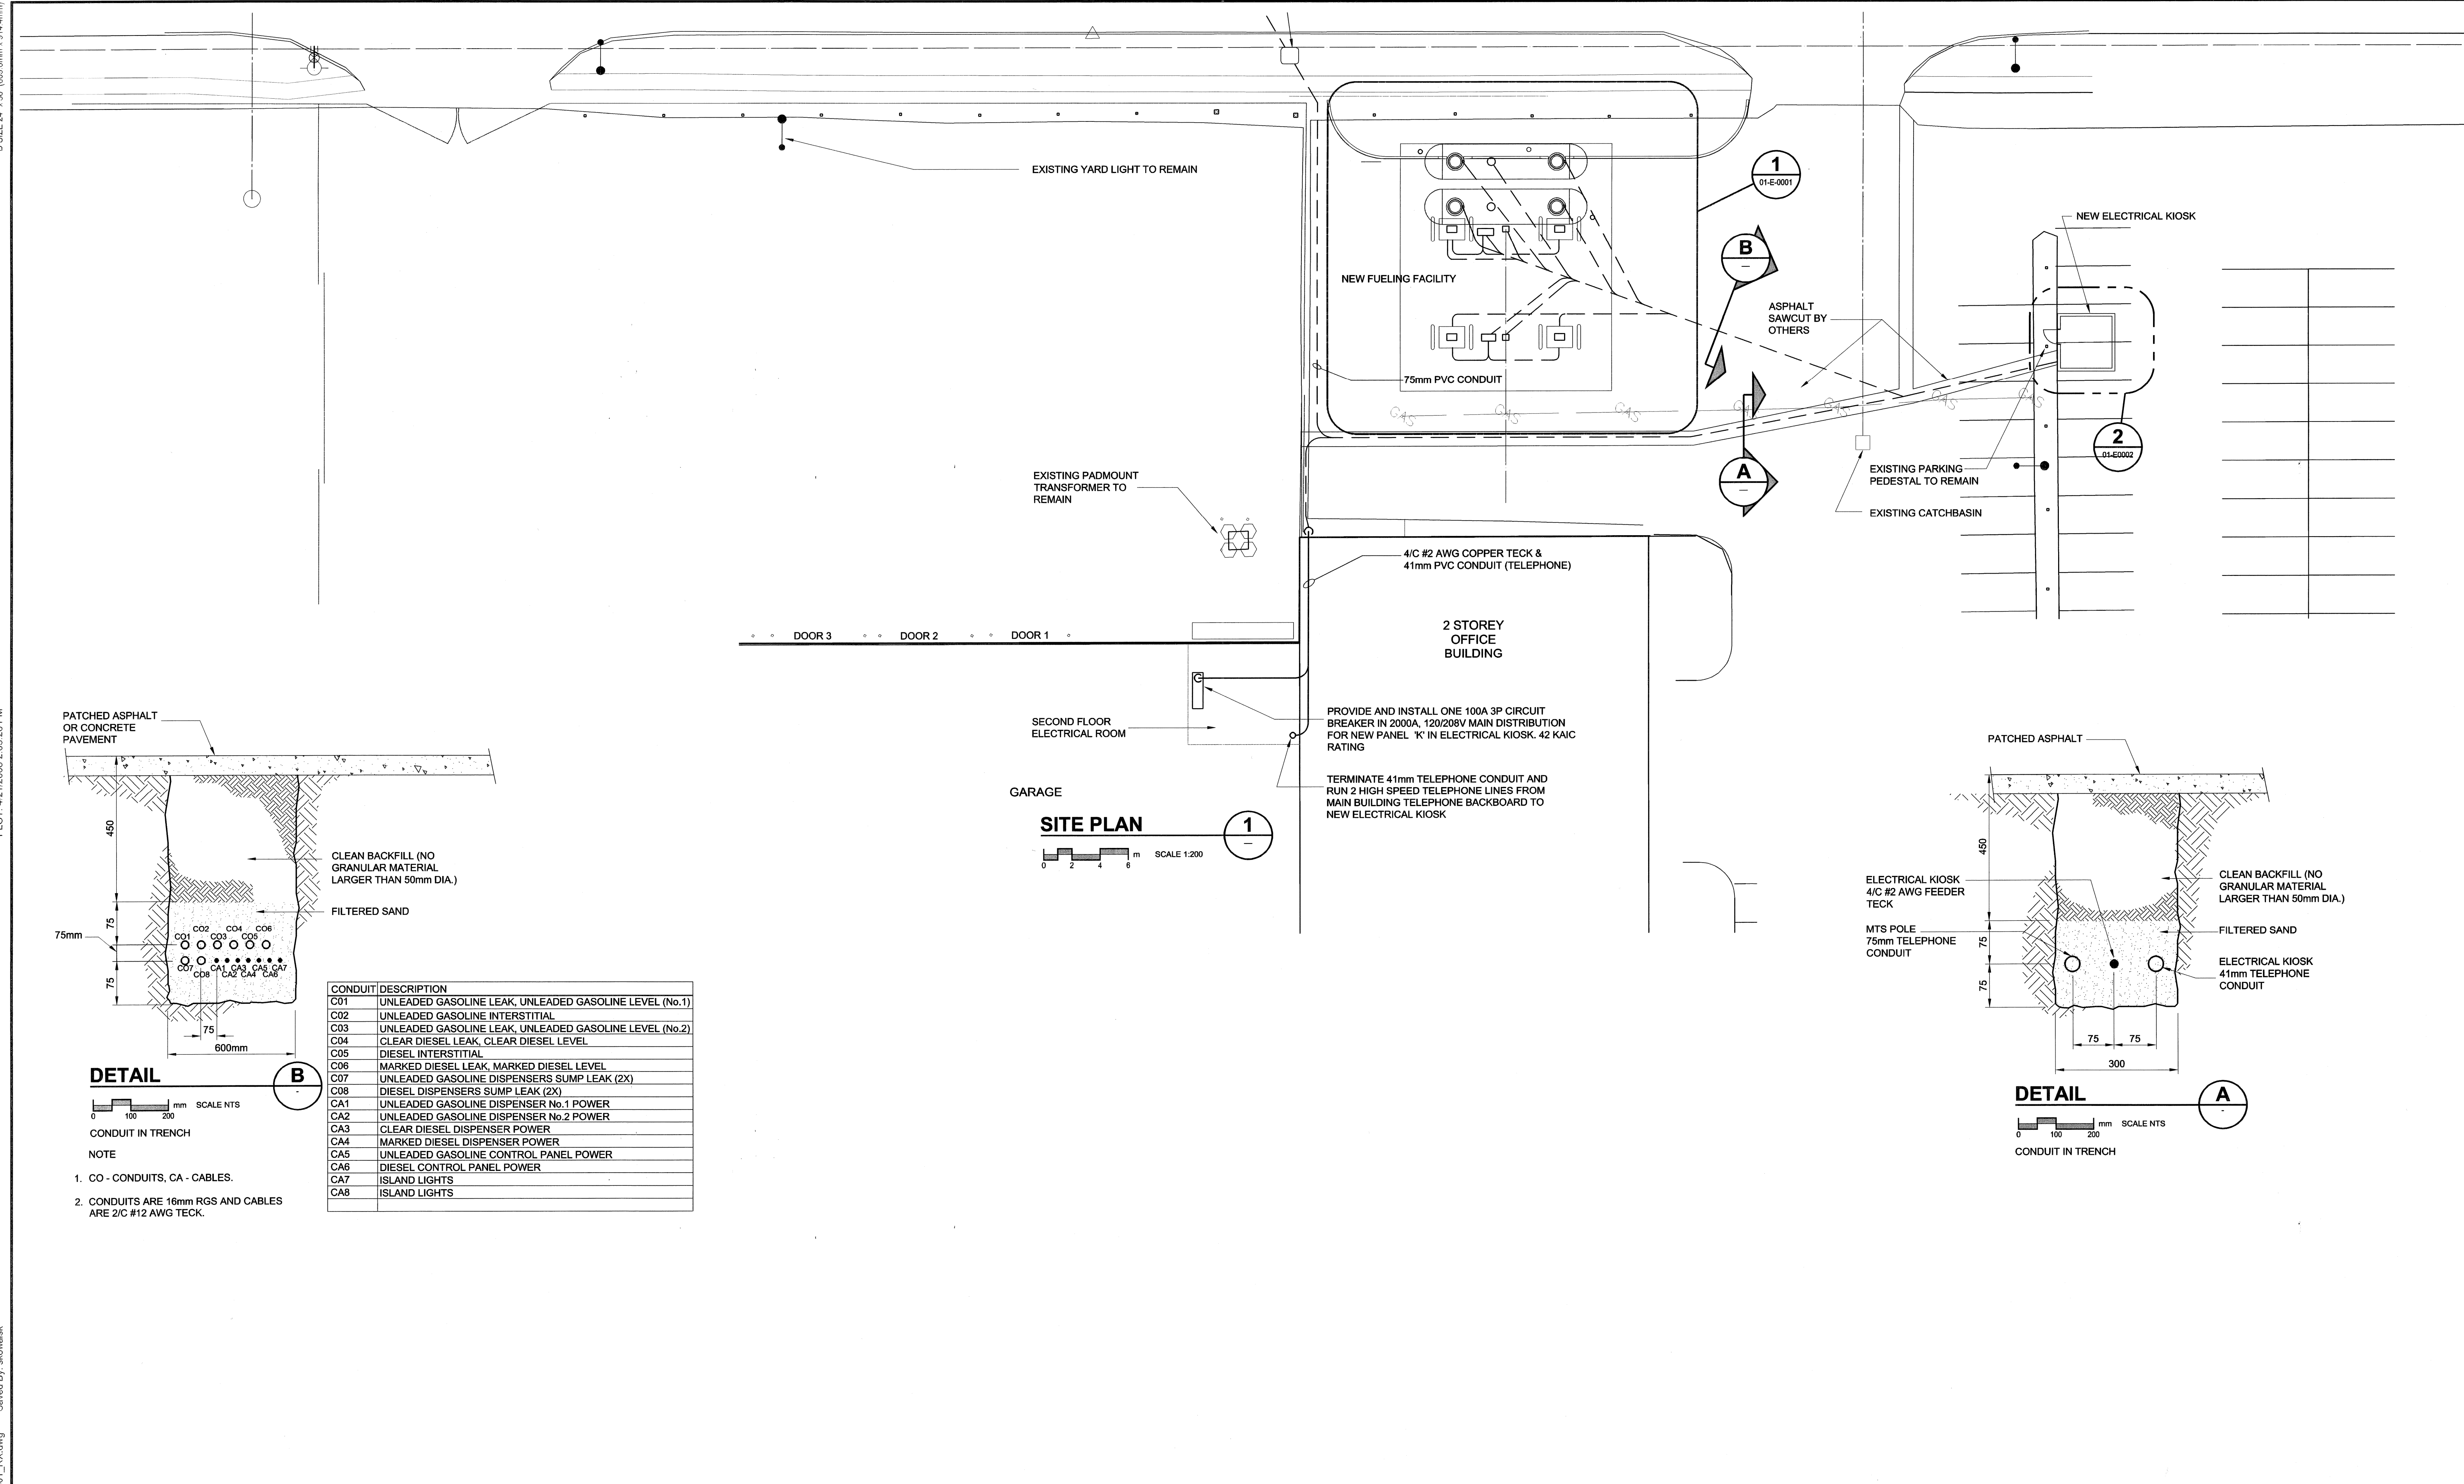 EXISTING YARD LIGHT TO REMAIN
1
01-E-0001
NEW ELECTRICAL KIOSK
B
—
NEW FUELING FACILITY
ASPHALT
SAWCUT BY
OTHERS
75mm PVC CONDUIT
GAS GAS GAS GAS GAS GAS GAS
2
01-E0002
A
—
EXISTING PARKING
PEDESTAL TO REMAIN
EXISTING CATCHBASIN
EXISTING PADMOUNT
TRANSFORMER TO
REMAIN
4/C #2 AWG COPPER TECK &
41mm PVC CONDUIT (TELEPHONE)
DOOR 3 DOOR 2 DOOR 1
2 STOREY
OFFICE
BUILDING
SECOND FLOOR
ELECTRICAL ROOM
PROVIDE AND INSTALL ONE 100A 3P CIRCUIT
BREAKER IN 2000A, 120/208V MAIN DISTRIBUTION
FOR NEW PANEL 'K' IN ELECTRICAL KIOSK. 42 KAIC
RATING
TERMINATE 41mm TELEPHONE CONDUIT AND
RUN 2 HIGH SPEED TELEPHONE LINES FROM
MAIN BUILDING TELEPHONE BACKBOARD TO
NEW ELECTRICAL KIOSK
GARAGE
SITE PLAN
1
—
0 2 4 6 m SCALE 1:200
PATCHED ASPHALT
OR CONCRETE
PAVEMENT
450
CLEAN BACKFILL (NO
GRANULAR MATERIAL
LARGER THAN 50mm DIA.)
FILTERED SAND
75
75mm
75
CO2 CO4 CO6
CO1 CO3 CO5
CO7 CA1 CA3 CA5 CA7
CO8 CA2 CA4 CA6
75
600mm
DETAIL
B
-
0 100 200 mm SCALE NTS
CONDUIT IN TRENCH
NOTE
1. CO - CONDUITS, CA - CABLES.
2. CONDUITS ARE 16mm RGS AND CABLES
ARE 2/C #12 AWG TECK.
CONDUIT DESCRIPTION
C01 UNLEADED GASOLINE LEAK, UNLEADED GASOLINE LEVEL (No.1)
C02 UNLEADED GASOLINE INTERSTITIAL
C03 UNLEADED GASOLINE LEAK, UNLEADED GASOLINE LEVEL (No.2)
C04 CLEAR DIESEL LEAK, CLEAR DIESEL LEVEL
C05 DIESEL INTERSTITIAL
C06 MARKED DIESEL LEAK, MARKED DIESEL LEVEL
C07 UNLEADED GASOLINE DISPENSERS SUMP LEAK (2X)
C08 DIESEL DISPENSERS SUMP LEAK (2X)
CA1 UNLEADED GASOLINE DISPENSER No.1 POWER
CA2 UNLEADED GASOLINE DISPENSER No.2 POWER
CA3 CLEAR DIESEL DISPENSER POWER
CA4 MARKED DIESEL DISPENSER POWER
CA5 UNLEADED GASOLINE CONTROL PANEL POWER
CA6 DIESEL CONTROL PANEL POWER
CA7 ISLAND LIGHTS
CA8 ISLAND LIGHTS
PATCHED ASPHALT
450
ELECTRICAL KIOSK
4/C #2 AWG FEEDER
TECK
MTS POLE
75mm TELEPHONE
CONDUIT
75
75
CLEAN BACKFILL (NO
GRANULAR MATERIAL
LARGER THAN 50mm DIA.)
FILTERED SAND
ELECTRICAL KIOSK
41mm TELEPHONE
CONDUIT
75 75
300
DETAIL
A
-
0 100 200 mm SCALE NTS
CONDUIT IN TRENCH